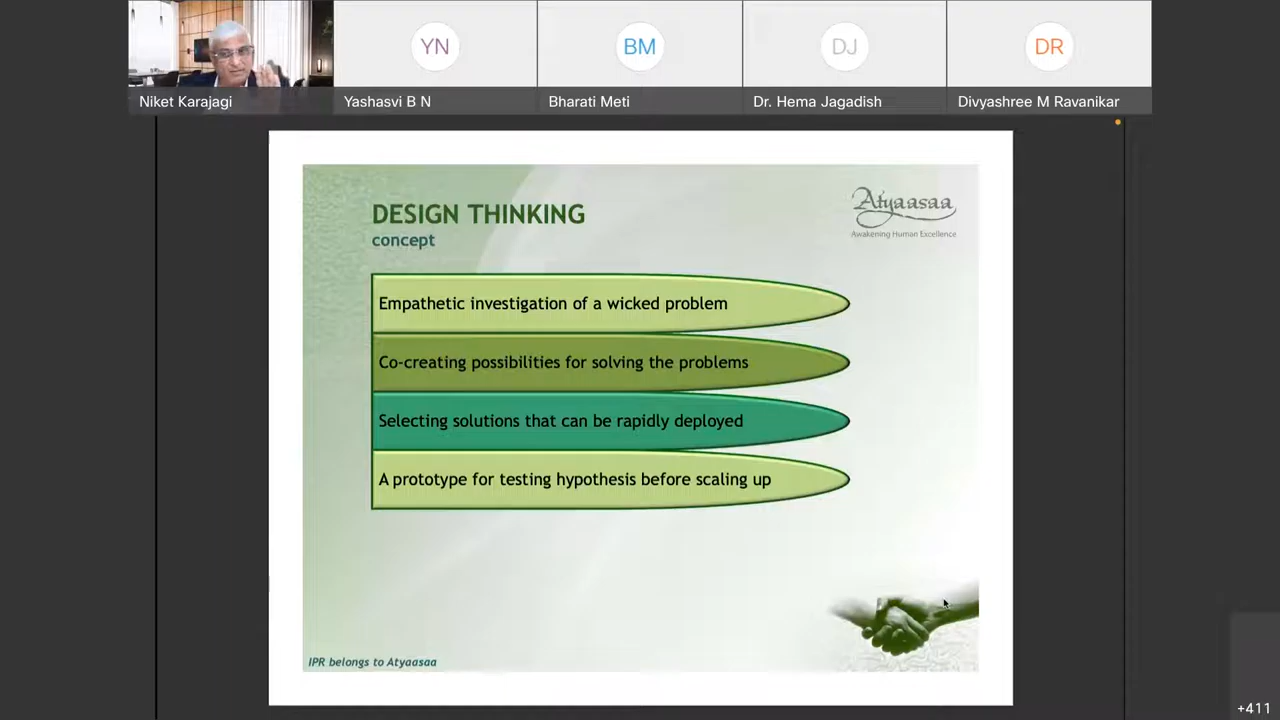 YN
BM
DJ
DR
Niket Karajagi
Yashasvi B N
Bharati Meti
Dr. Hema Jagadish
Divyashree M Ravanikar
DESIGN THINKING
concept
Atyaasaa
Awakening Human Excellence
Empathetic investigation of a wicked problem
Co-creating possibilities for solving the problems
Selecting solutions that can be rapidly deployed
A prototype for testing hypothesis before scaling up
IPR belongs to Atyaasaa
+411